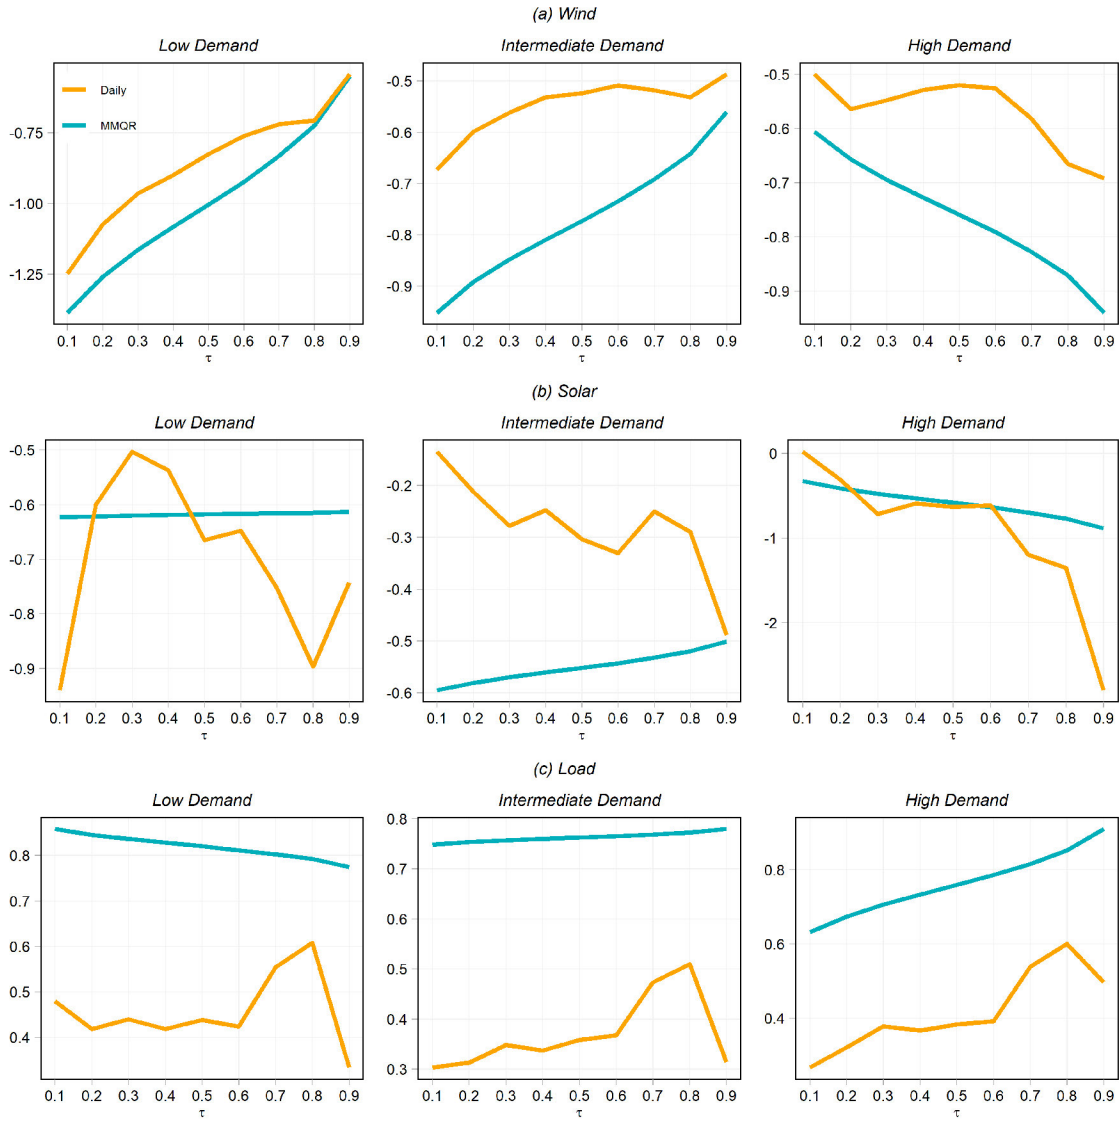 (a) Wind
Low Demand
Intermediate Demand
High Demand
Daily
MMQR
-0.75
-1.00
-1.25
-0.5
-0.6
-0.7
-0.8
-0.9
-0.5
-0.6
-0.7
-0.8
-0.9
0.1 0.2 0.3 0.4 0.5 0.6 0.7 0.8 0.9
0.1 0.2 0.3 0.4 0.5 0.6 0.7 0.8 0.9
0.1 0.2 0.3 0.4 0.5 0.6 0.7 0.8 0.9
τ
τ
τ
(b) Solar
Low Demand
Intermediate Demand
High Demand
-0.5
-0.6
-0.7
-0.8
-0.9
-0.2
-0.3
-0.4
-0.5
-0.6
0
-1
-2
0.1 0.2 0.3 0.4 0.5 0.6 0.7 0.8 0.9
0.1 0.2 0.3 0.4 0.5 0.6 0.7 0.8 0.9
0.1 0.2 0.3 0.4 0.5 0.6 0.7 0.8 0.9
τ
τ
τ
(c) Load
Low Demand
Intermediate Demand
High Demand
0.8
0.7
0.6
0.5
0.4
0.8
0.7
0.6
0.5
0.4
0.3
0.8
0.6
0.4
0.1 0.2 0.3 0.4 0.5 0.6 0.7 0.8 0.9
0.1 0.2 0.3 0.4 0.5 0.6 0.7 0.8 0.9
0.1 0.2 0.3 0.4 0.5 0.6 0.7 0.8 0.9
τ
τ
τ